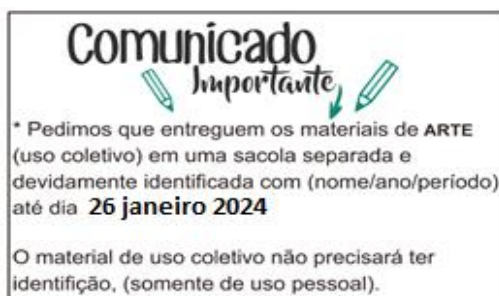 Comunicado
Importante
* Pedimos que entreguem os materiais de ARTE
(uso coletivo) em uma sacola separada e
devidamente identificada com (nome/ano/período)
até dia 26 janeiro 2024
O material de uso coletivo não precisará ter
identifição, (somente de uso pessoal).